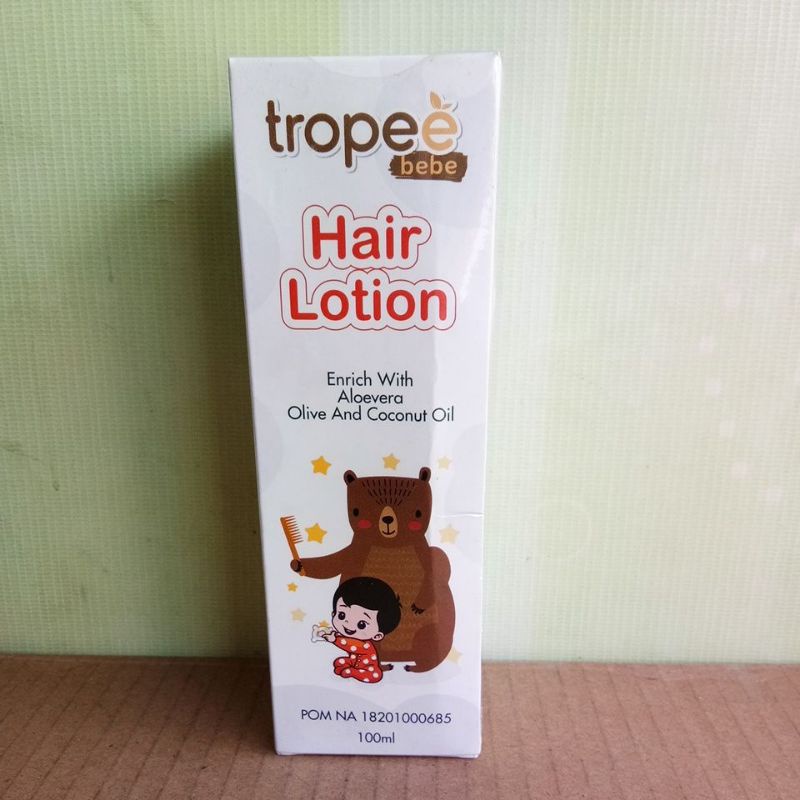 tropee
bebe
Hair
Lotion
Enrich With
Aloevera
Olive And Coconut Oil
POM NA 18201000685
100ml